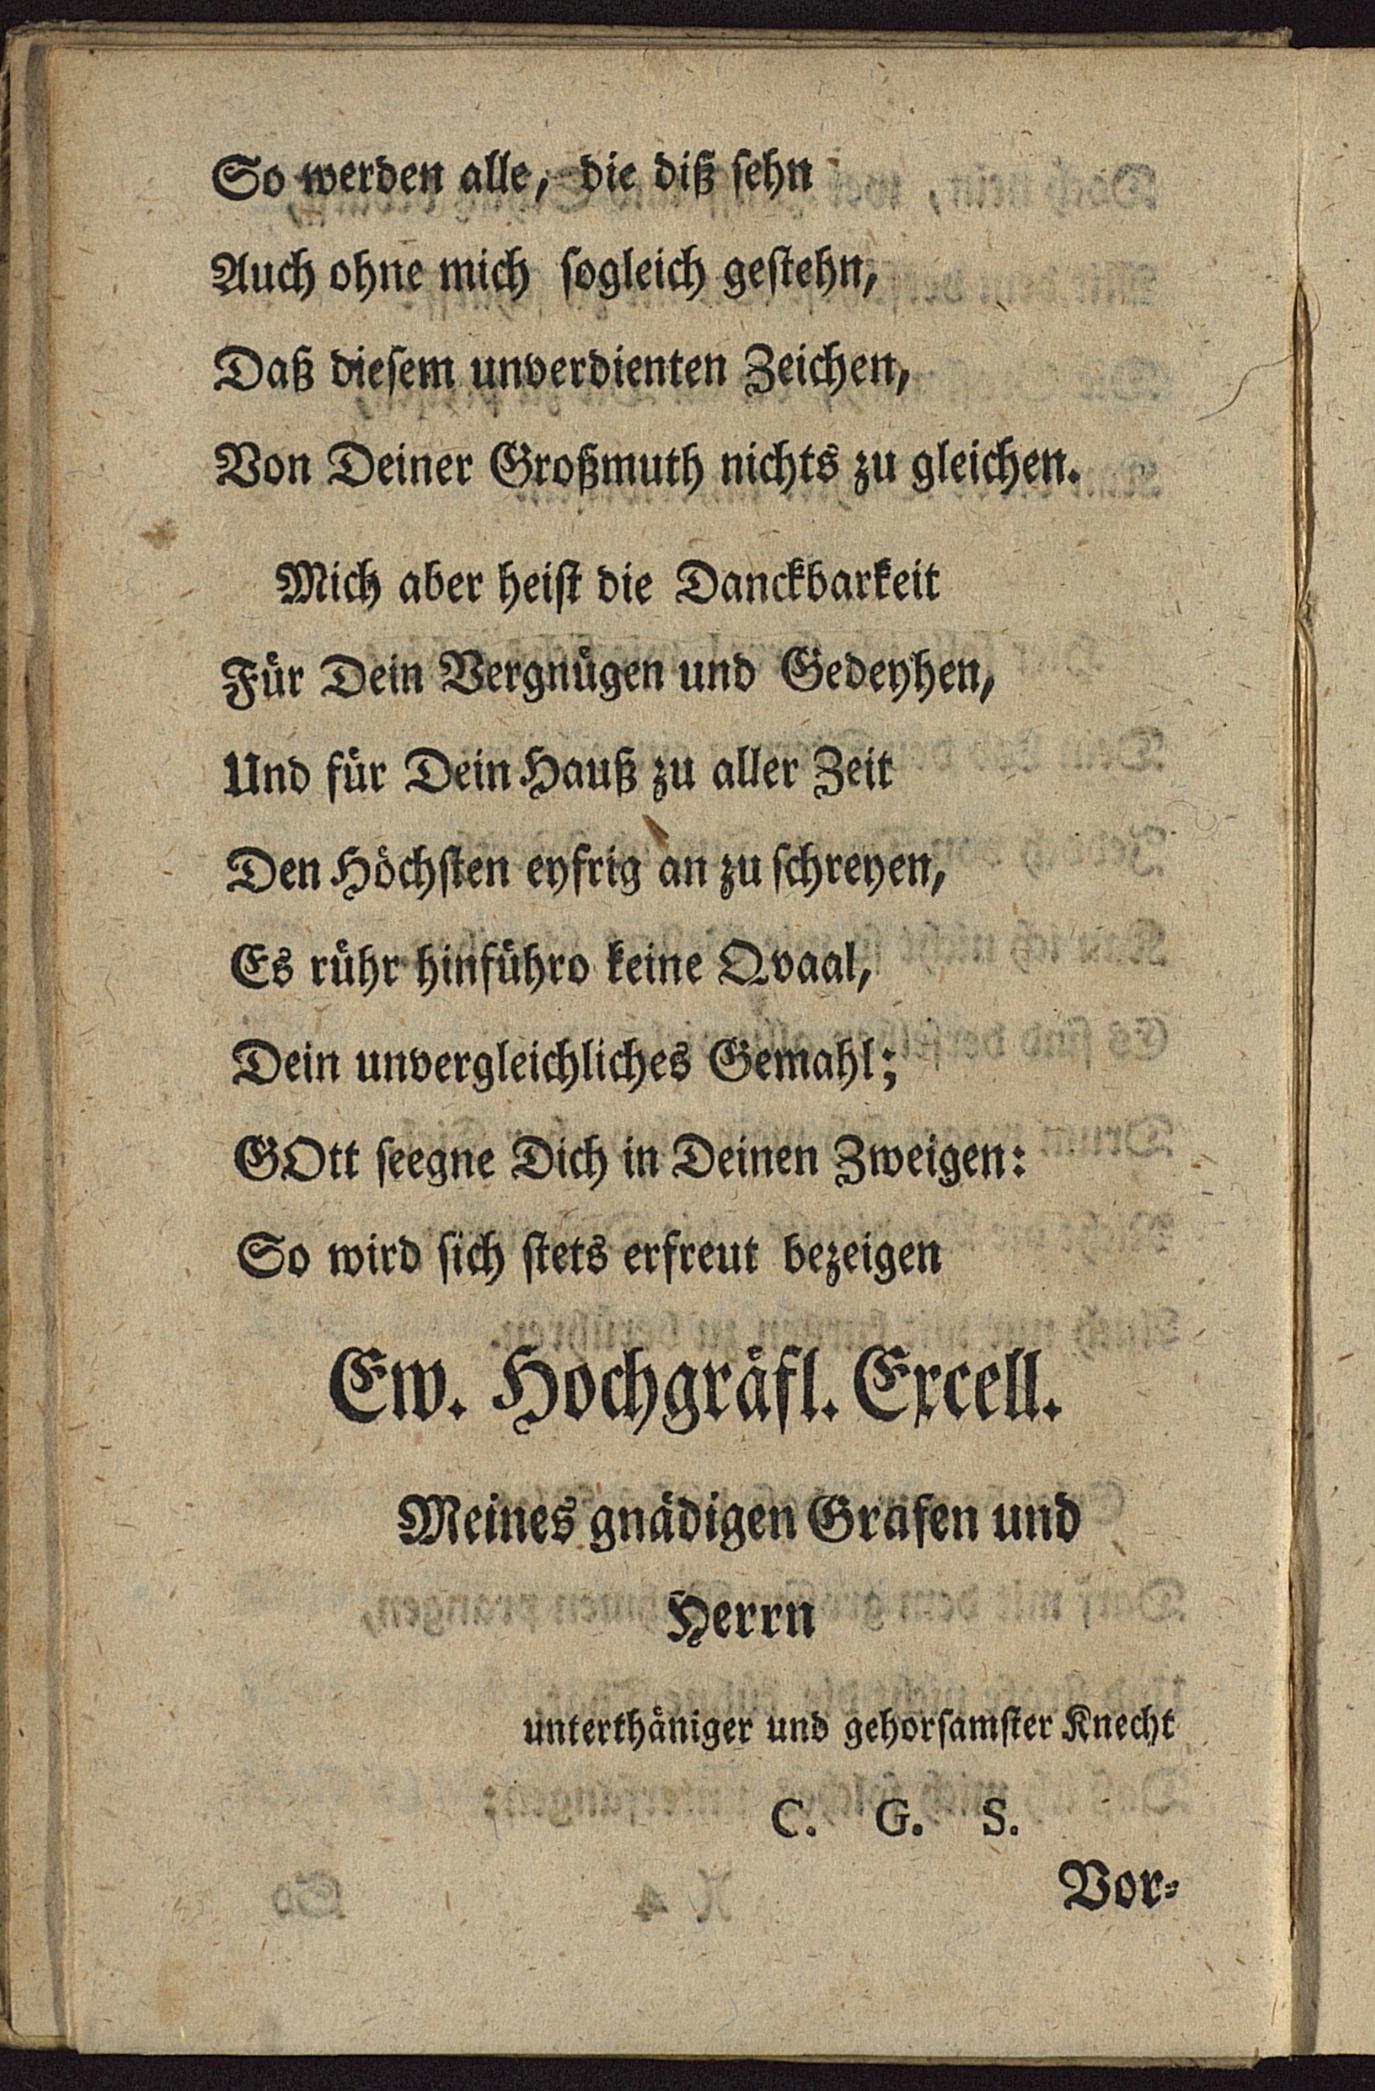 So werden alle, die diß sehn
Auch ohne mich sogleich gestehn,
Daß diesem unverdienten Zeichen,
Von Deiner Großmuth nichts zu gleichen.
Mich aber heist die Danckbarkeit
Für Dein Vergnügen und Gedeyhen,
Und für Dein Hauß zu aller Zeit
Den Höchsten eyfrig an zu schreyen,
Es rühr hinführo keine Qvaal,
Dein unvergleichliches Gemahl;
GOtt seegne Dich in Deinen Zweigen:
So wird sich stets erfreut bezeigen
Ew. Hochgräfl. Excell.
Meines gnädigen Grafen und
Herrn
unterthäniger und gehorsamster Knecht
C. G. S.
Vor-